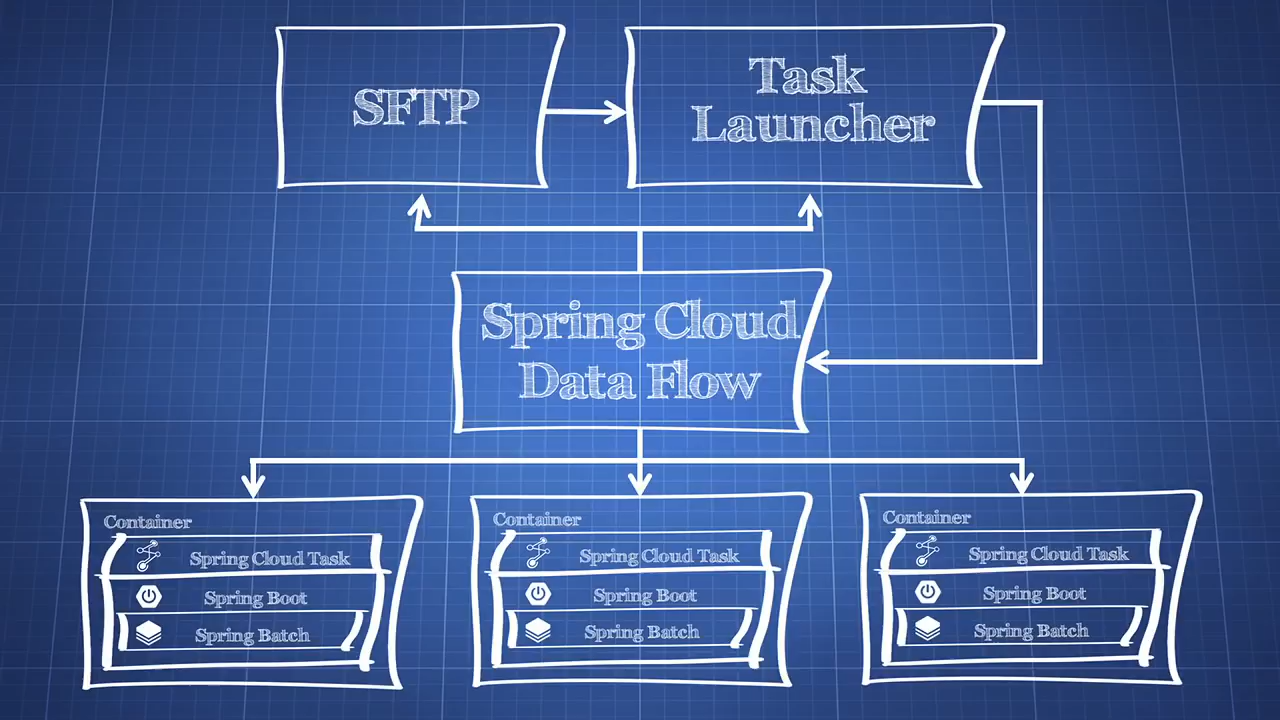 SFTP
Task
Launcher
Spring Cloud
Data Flow
Container
Spring Cloud Task
Spring Boot
Spring Batch
Container
Spring Cloud Task
Spring Boot
Spring Batch
Container
Spring Cloud Task
Spring Boot
Spring Batch